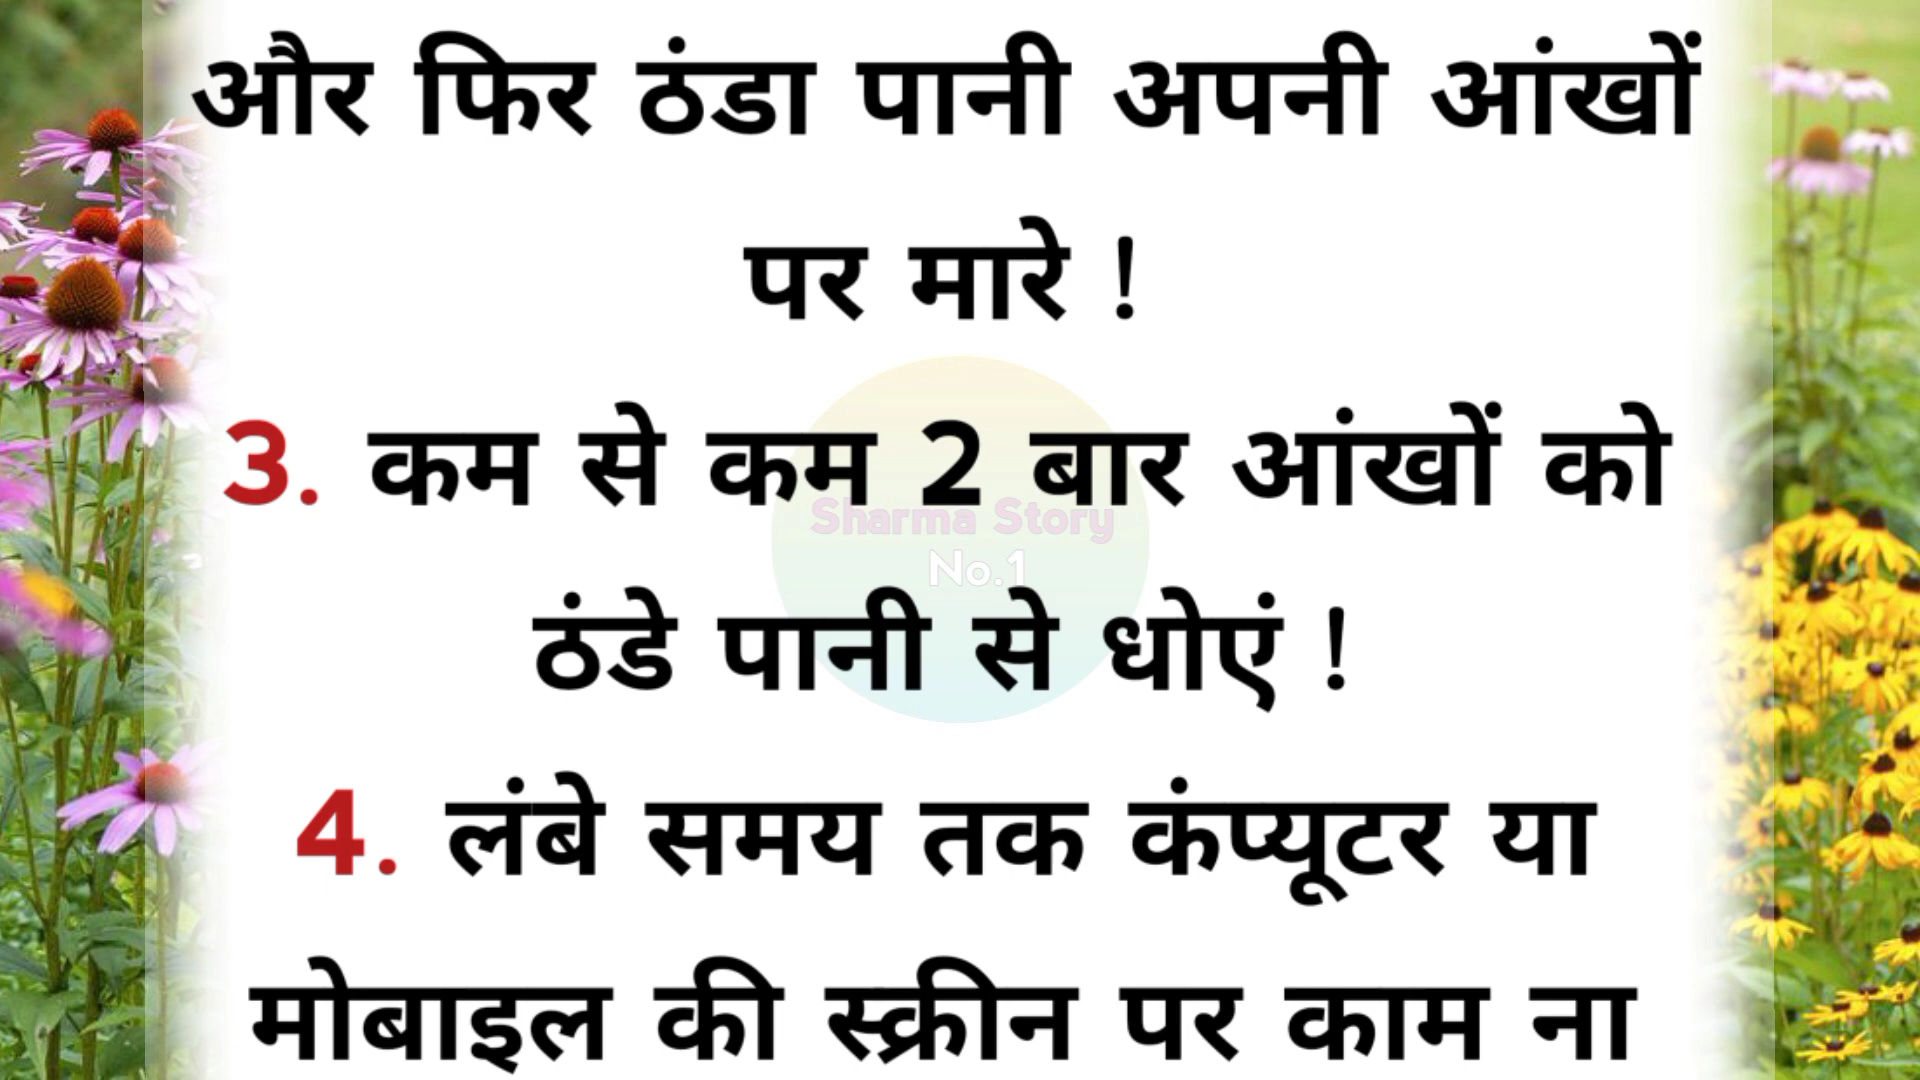 और फिर ठंडा पानी अपनी आंखों
पर मारे !
3. कम से कम 2 बार आंखों को
Sharma Story
No.1
ठंडे पानी से धोएं !
4. लंबे समय तक कंप्यूटर या
मोबाइल की स्क्रीन पर काम ना